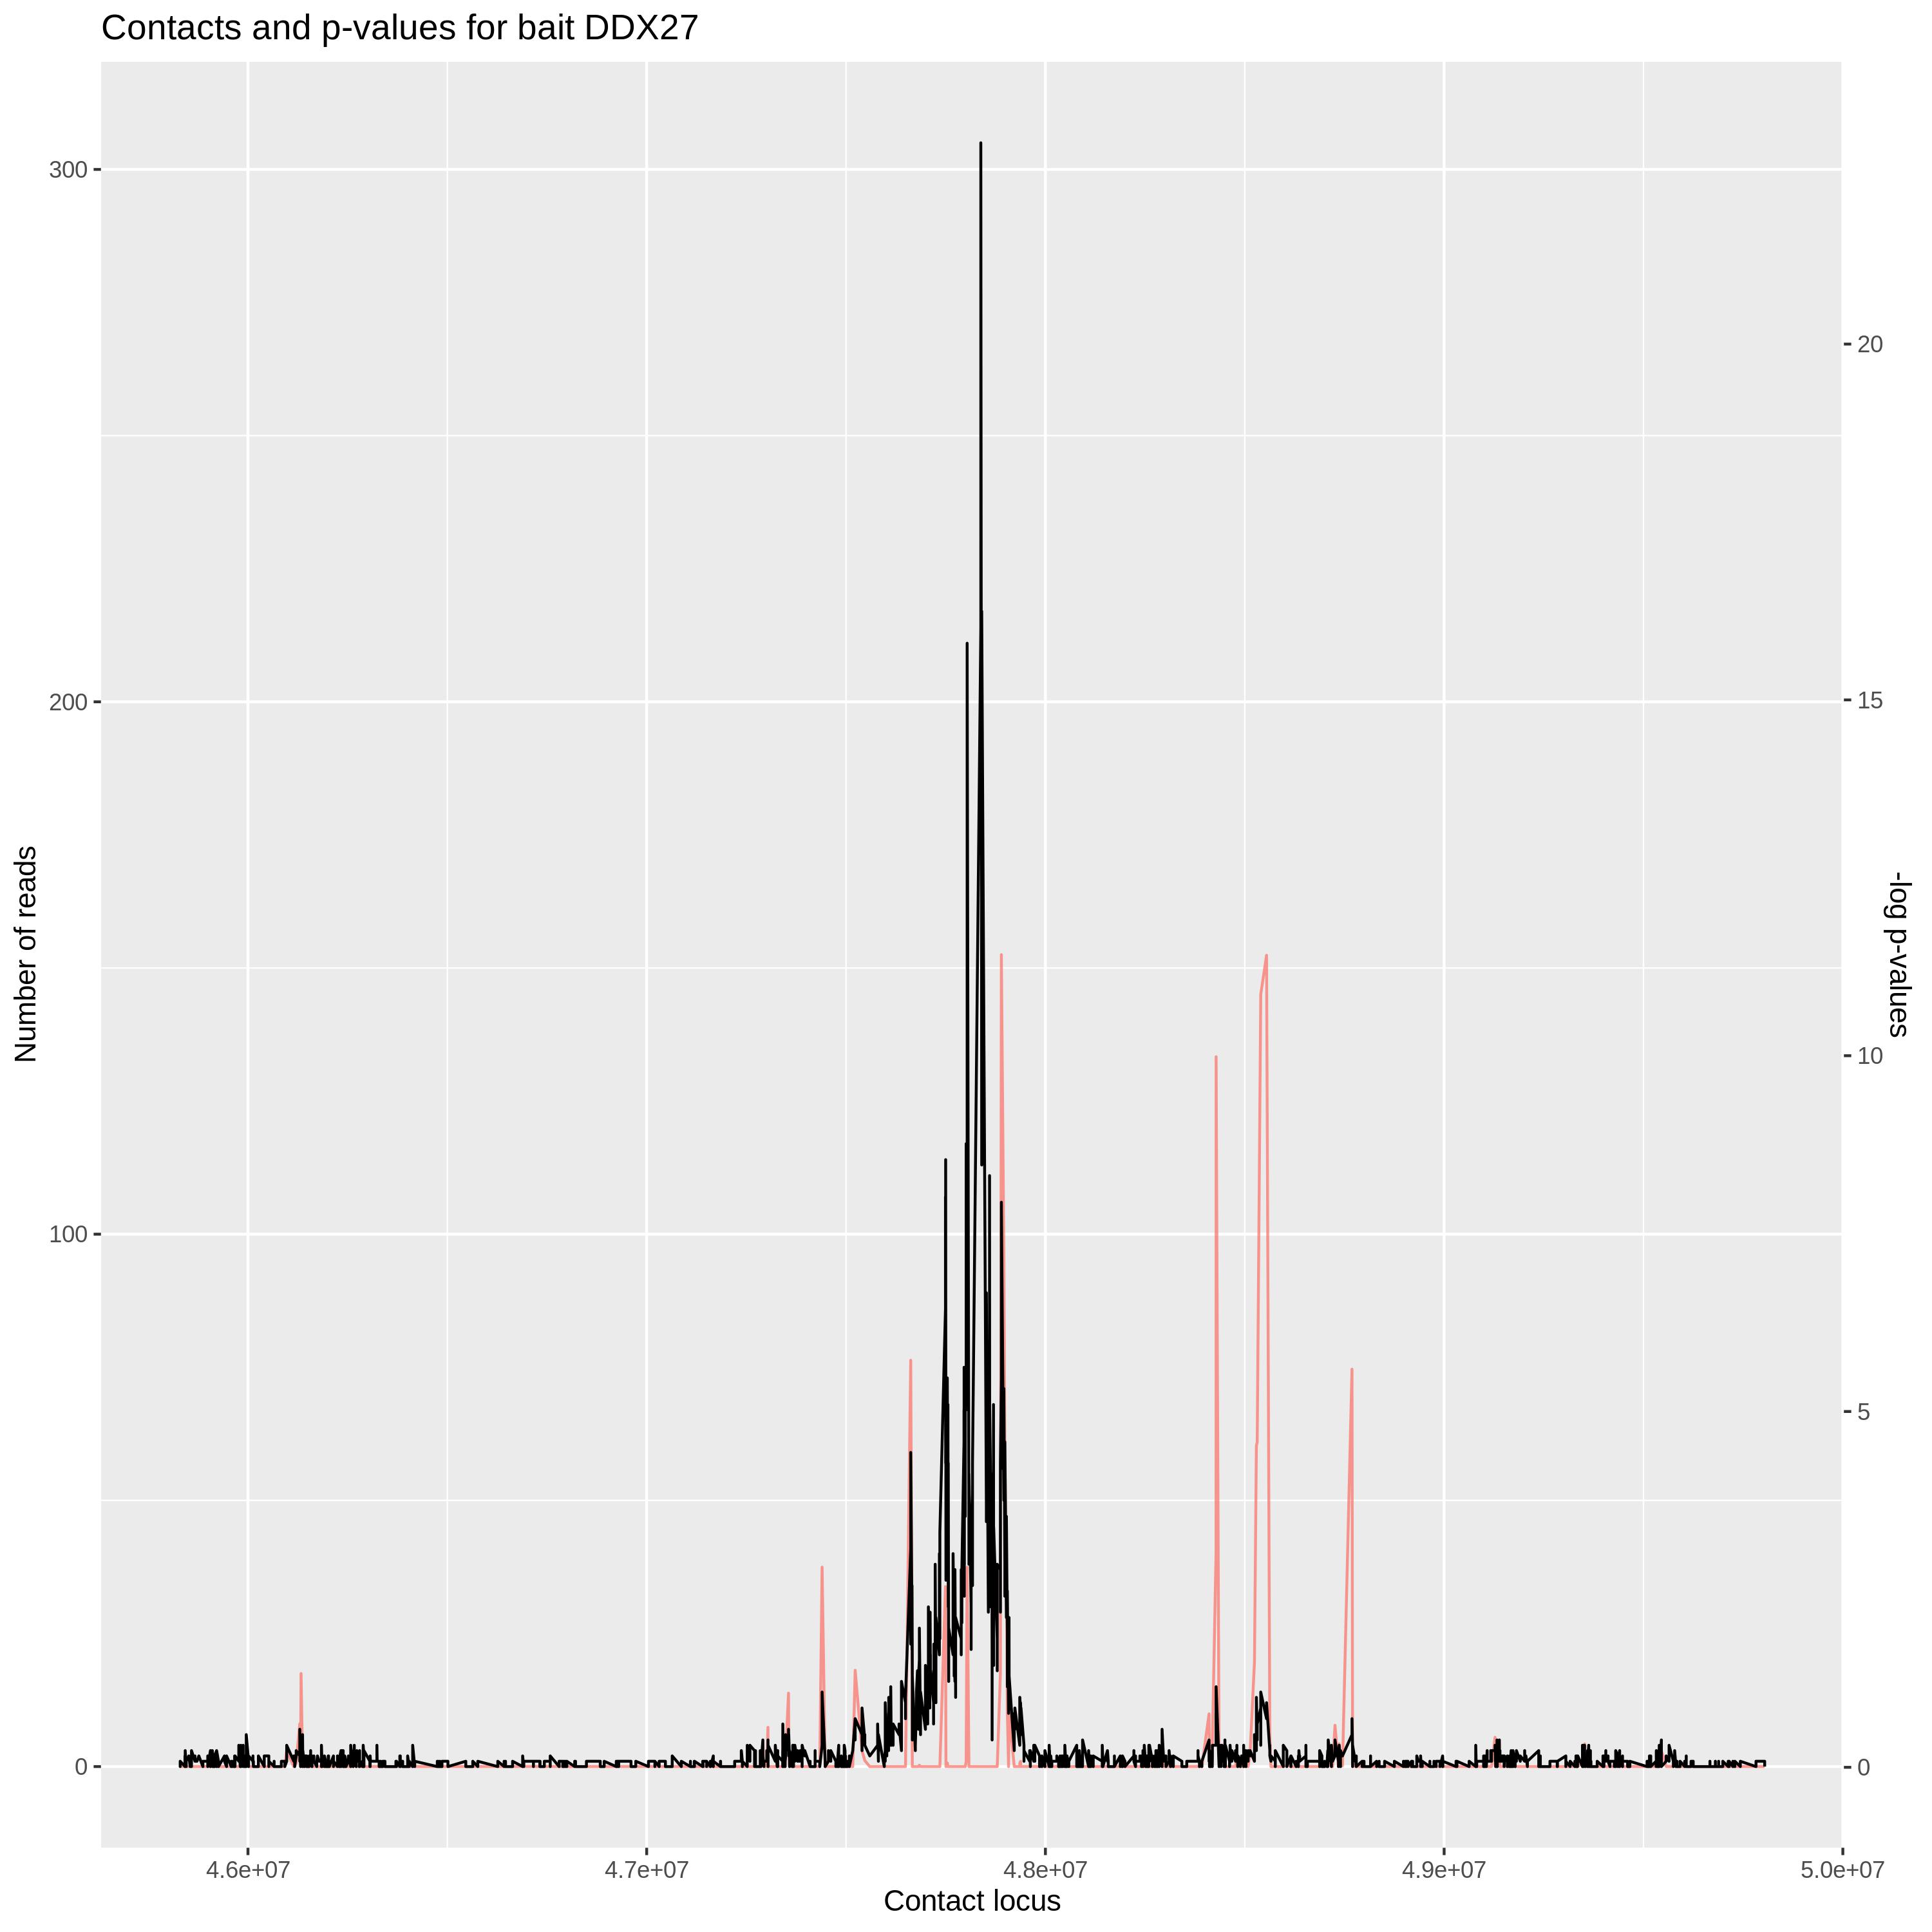 Contacts and p-values for bait DDX27
300
200
100
0
Number of reads
20
15
10
5
0
-log p-values
4.6e+07
4.7e+07
4.8e+07
4.9e+07
5.0e+07
Contact locus